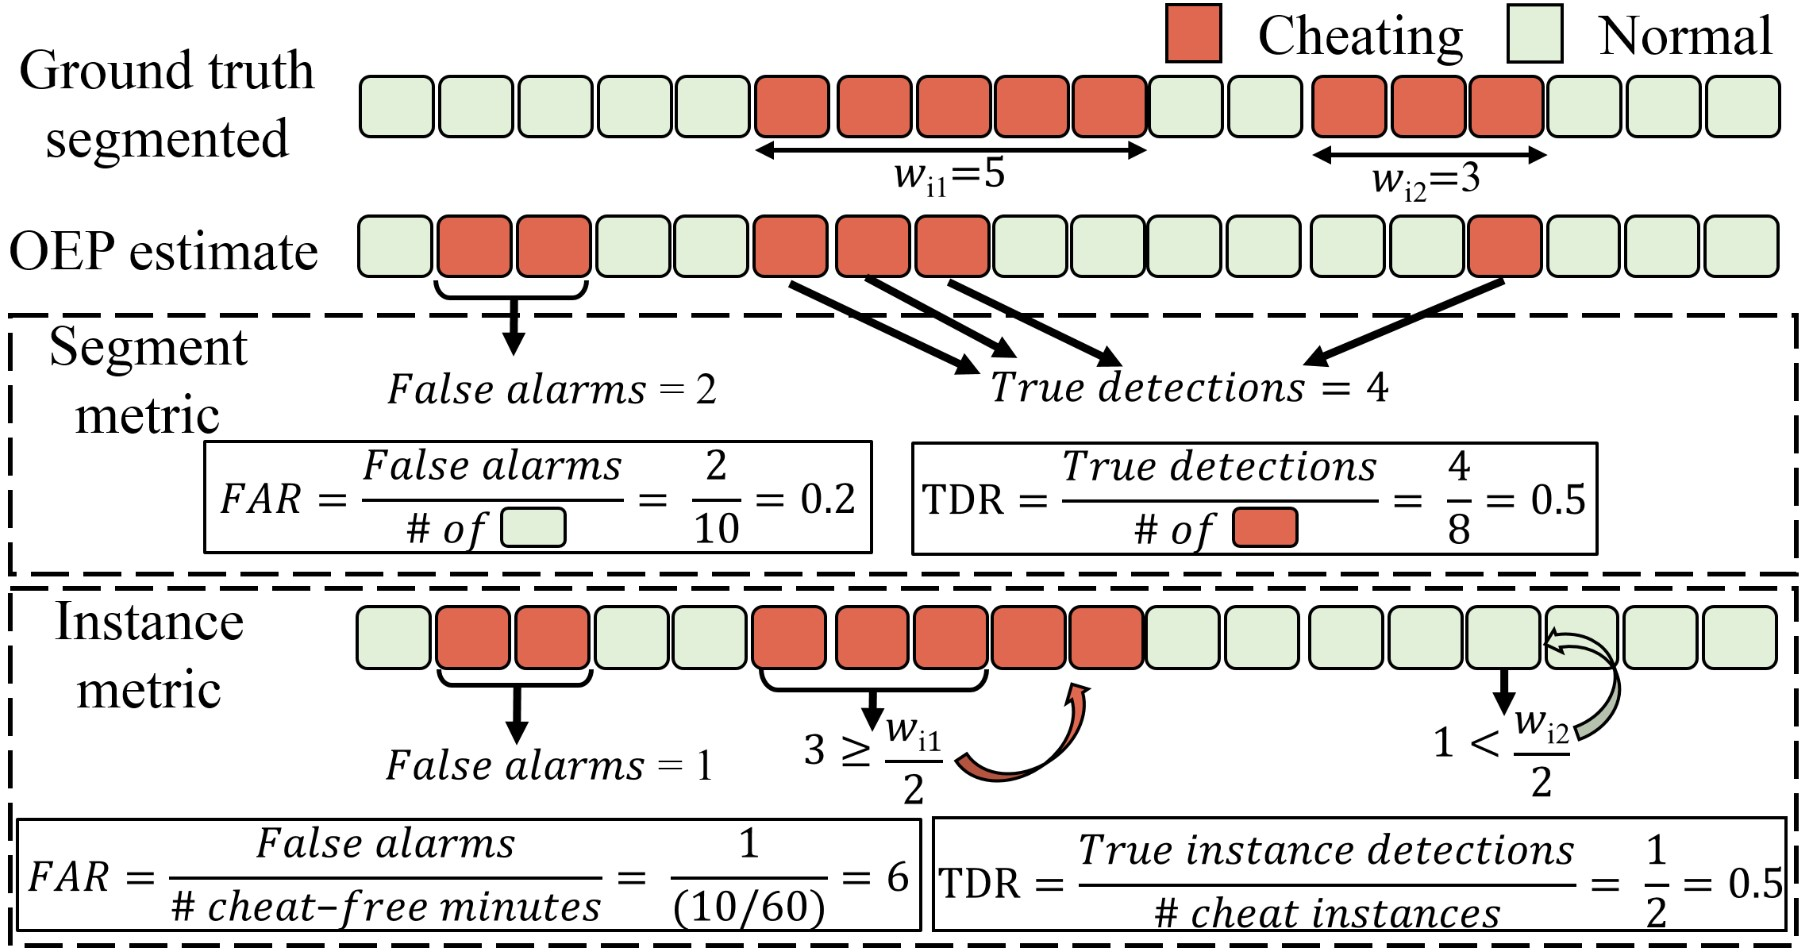 Cheating Normal
Ground truth
segmented
w_i1=5
w_i2=3
OEP estimate
Segment
metric
False alarms = 2
True detections = 4
FAR = False alarms / # of = 2/10 = 0.2
TDR = True detections / # of = 4/8 = 0.5
Instance
metric
False alarms = 1
3 ≥ w_i1/2
1 < w_i2/2
FAR = False alarms / # cheat−free minutes = 1/(10/60) = 6
TDR = True instance detections / # cheat instances = 1/2 = 0.5